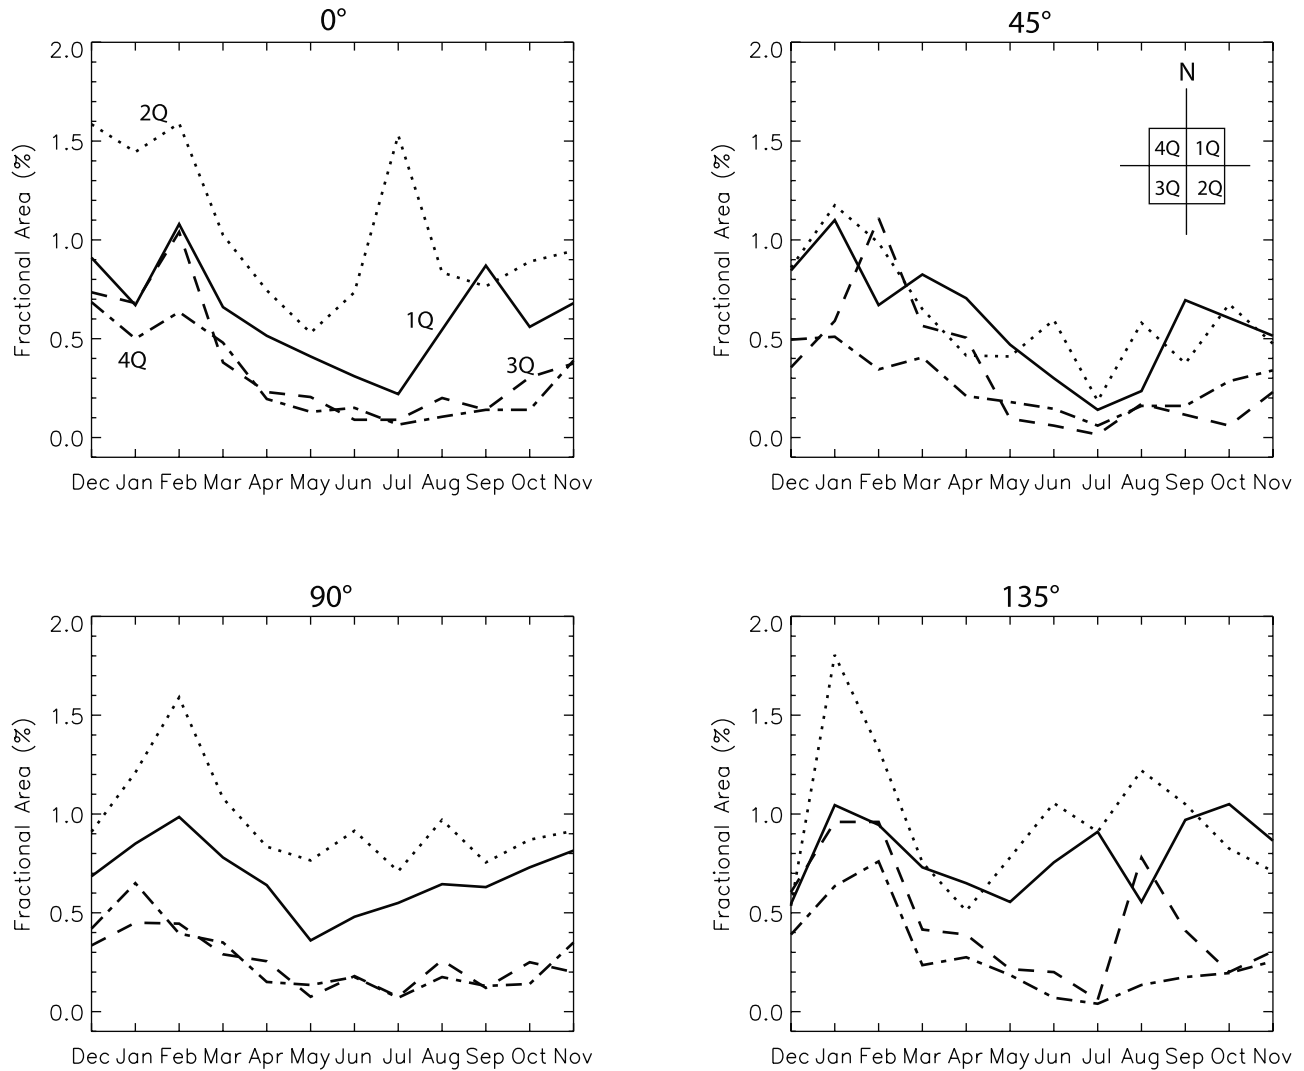 0°
2.0
1.5
1.0
0.5
0.0
Fractional Area (%)
2Q
1Q
4Q
3Q
Dec Jan Feb Mar Apr May Jun Jul Aug Sep Oct Nov
45°
2.0
1.5
1.0
0.5
0.0
Fractional Area (%)
N
4Q 1Q
3Q 2Q
Dec Jan Feb Mar Apr May Jun Jul Aug Sep Oct Nov
90°
2.0
1.5
1.0
0.5
0.0
Fractional Area (%)
Dec Jan Feb Mar Apr May Jun Jul Aug Sep Oct Nov
135°
2.0
1.5
1.0
0.5
0.0
Fractional Area (%)
Dec Jan Feb Mar Apr May Jun Jul Aug Sep Oct Nov